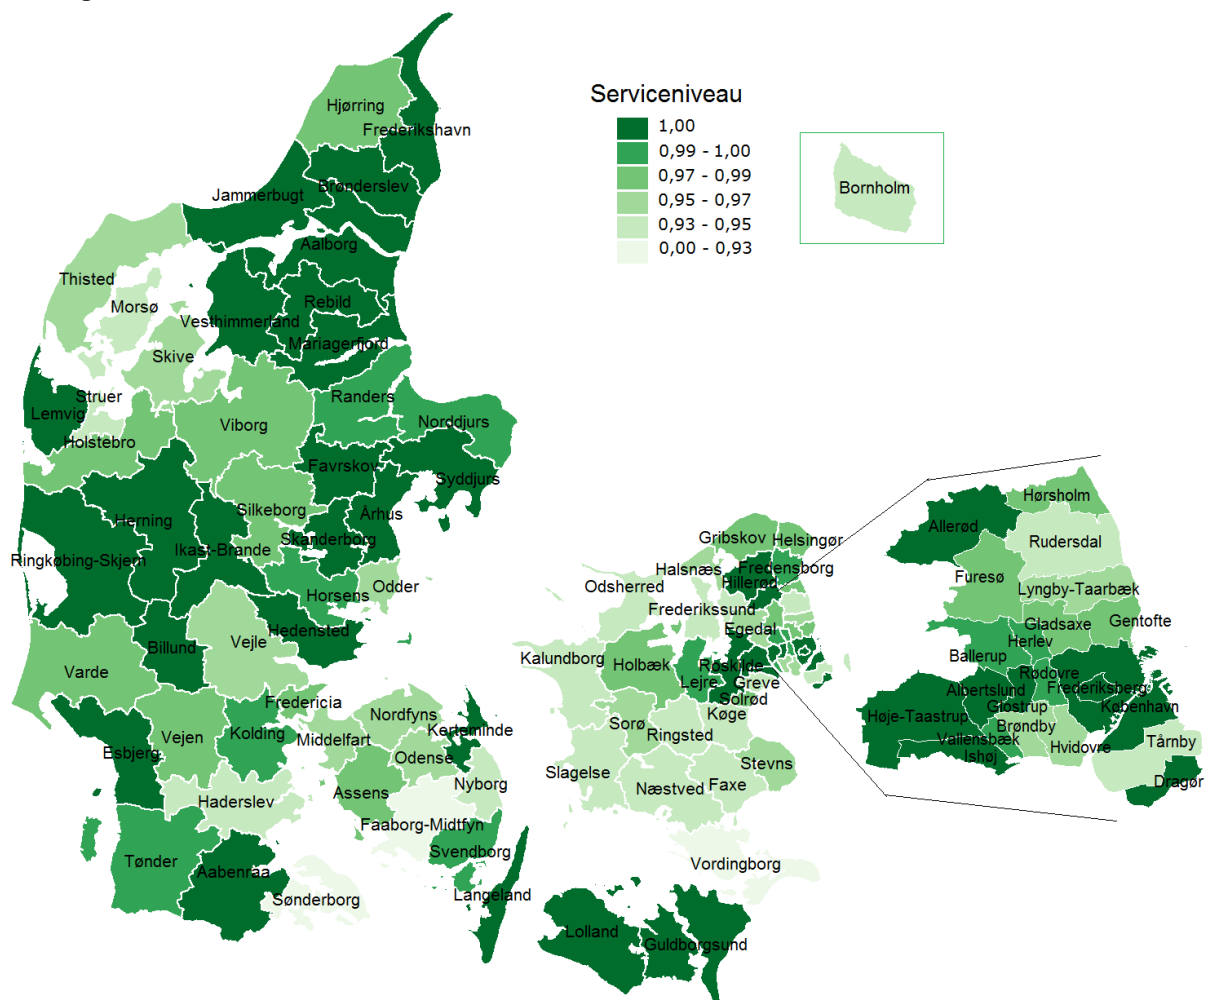 Serviceniveau
1,00
0,99 - 1,00
0,97 - 0,99
0,95 - 0,97
0,93 - 0,95
0,00 - 0,93
Bornholm
Hjørring
Frederikshavn
Brønderslev
Jammerbugt
Aalborg
Thisted
Morsø
Rebild
Vesthimmerland
Mariagerfjord
Skive
Struer
Randers
Lemvig
Viborg
Norddjurs
Holstebro
Favrskov
Syddjurs
Silkeborg
Århus
Herning
Skanderborg
Ikast-Brande
Ringkøbing-Skjern
Odder
Horsens
Hedensted
Vejle
Billund
Varde
Fredericia
Kolding
Vejen
Esbjerg
Haderslev
Tønder
Aabenraa
Sønderborg
Nordfyns
Middelfart
Kerteminde
Odense
Nyborg
Assens
Faaborg-Midtfyn
Svendborg
Langeland
Gribskov
Helsingør
Halsnæs
Fredensborg
Hillerød
Odsherred
Frederikssund
Egedal
Kalundborg
Holbæk
Roskilde
Lejre
Greve
Solrød
Køge
Sorø
Ringsted
Stevns
Slagelse
Næstved
Faxe
Vordingborg
Lolland
Guldborgsund
Hørsholm
Allerød
Rudersdal
Furesø
Lyngby-Taarbæk
Gladsaxe
Gentofte
Herlev
Ballerup
Rødovre
Albertslund
Frederiksberg
Glostrup
København
Høje-Taastrup
Brøndby
Vallensbæk
Hvidovre
Tårnby
Ishøj
Dragør